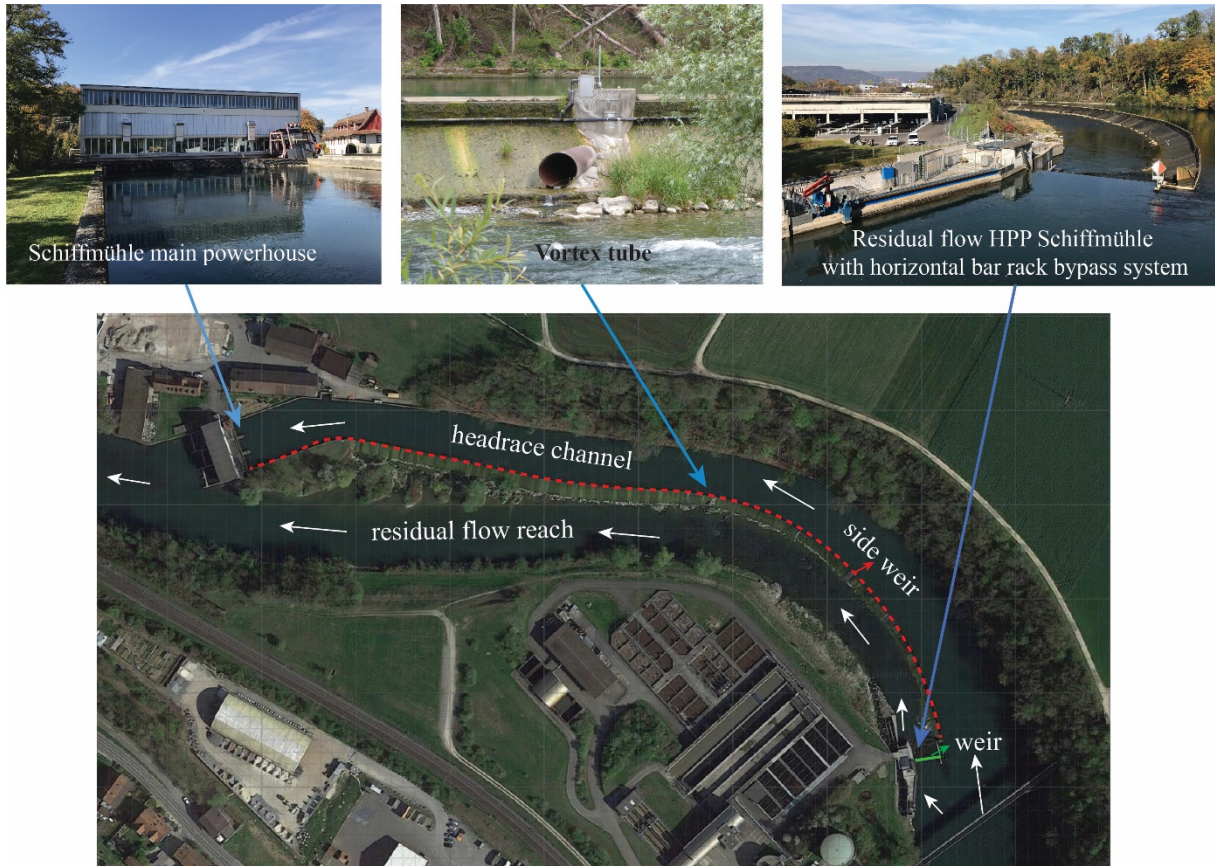 Schiffmühle main powerhouse
Vortex tube
Residual flow HPP Schiffmühle
with horizontal bar rack bypass system
headrace channel
side weir
residual flow reach
weir